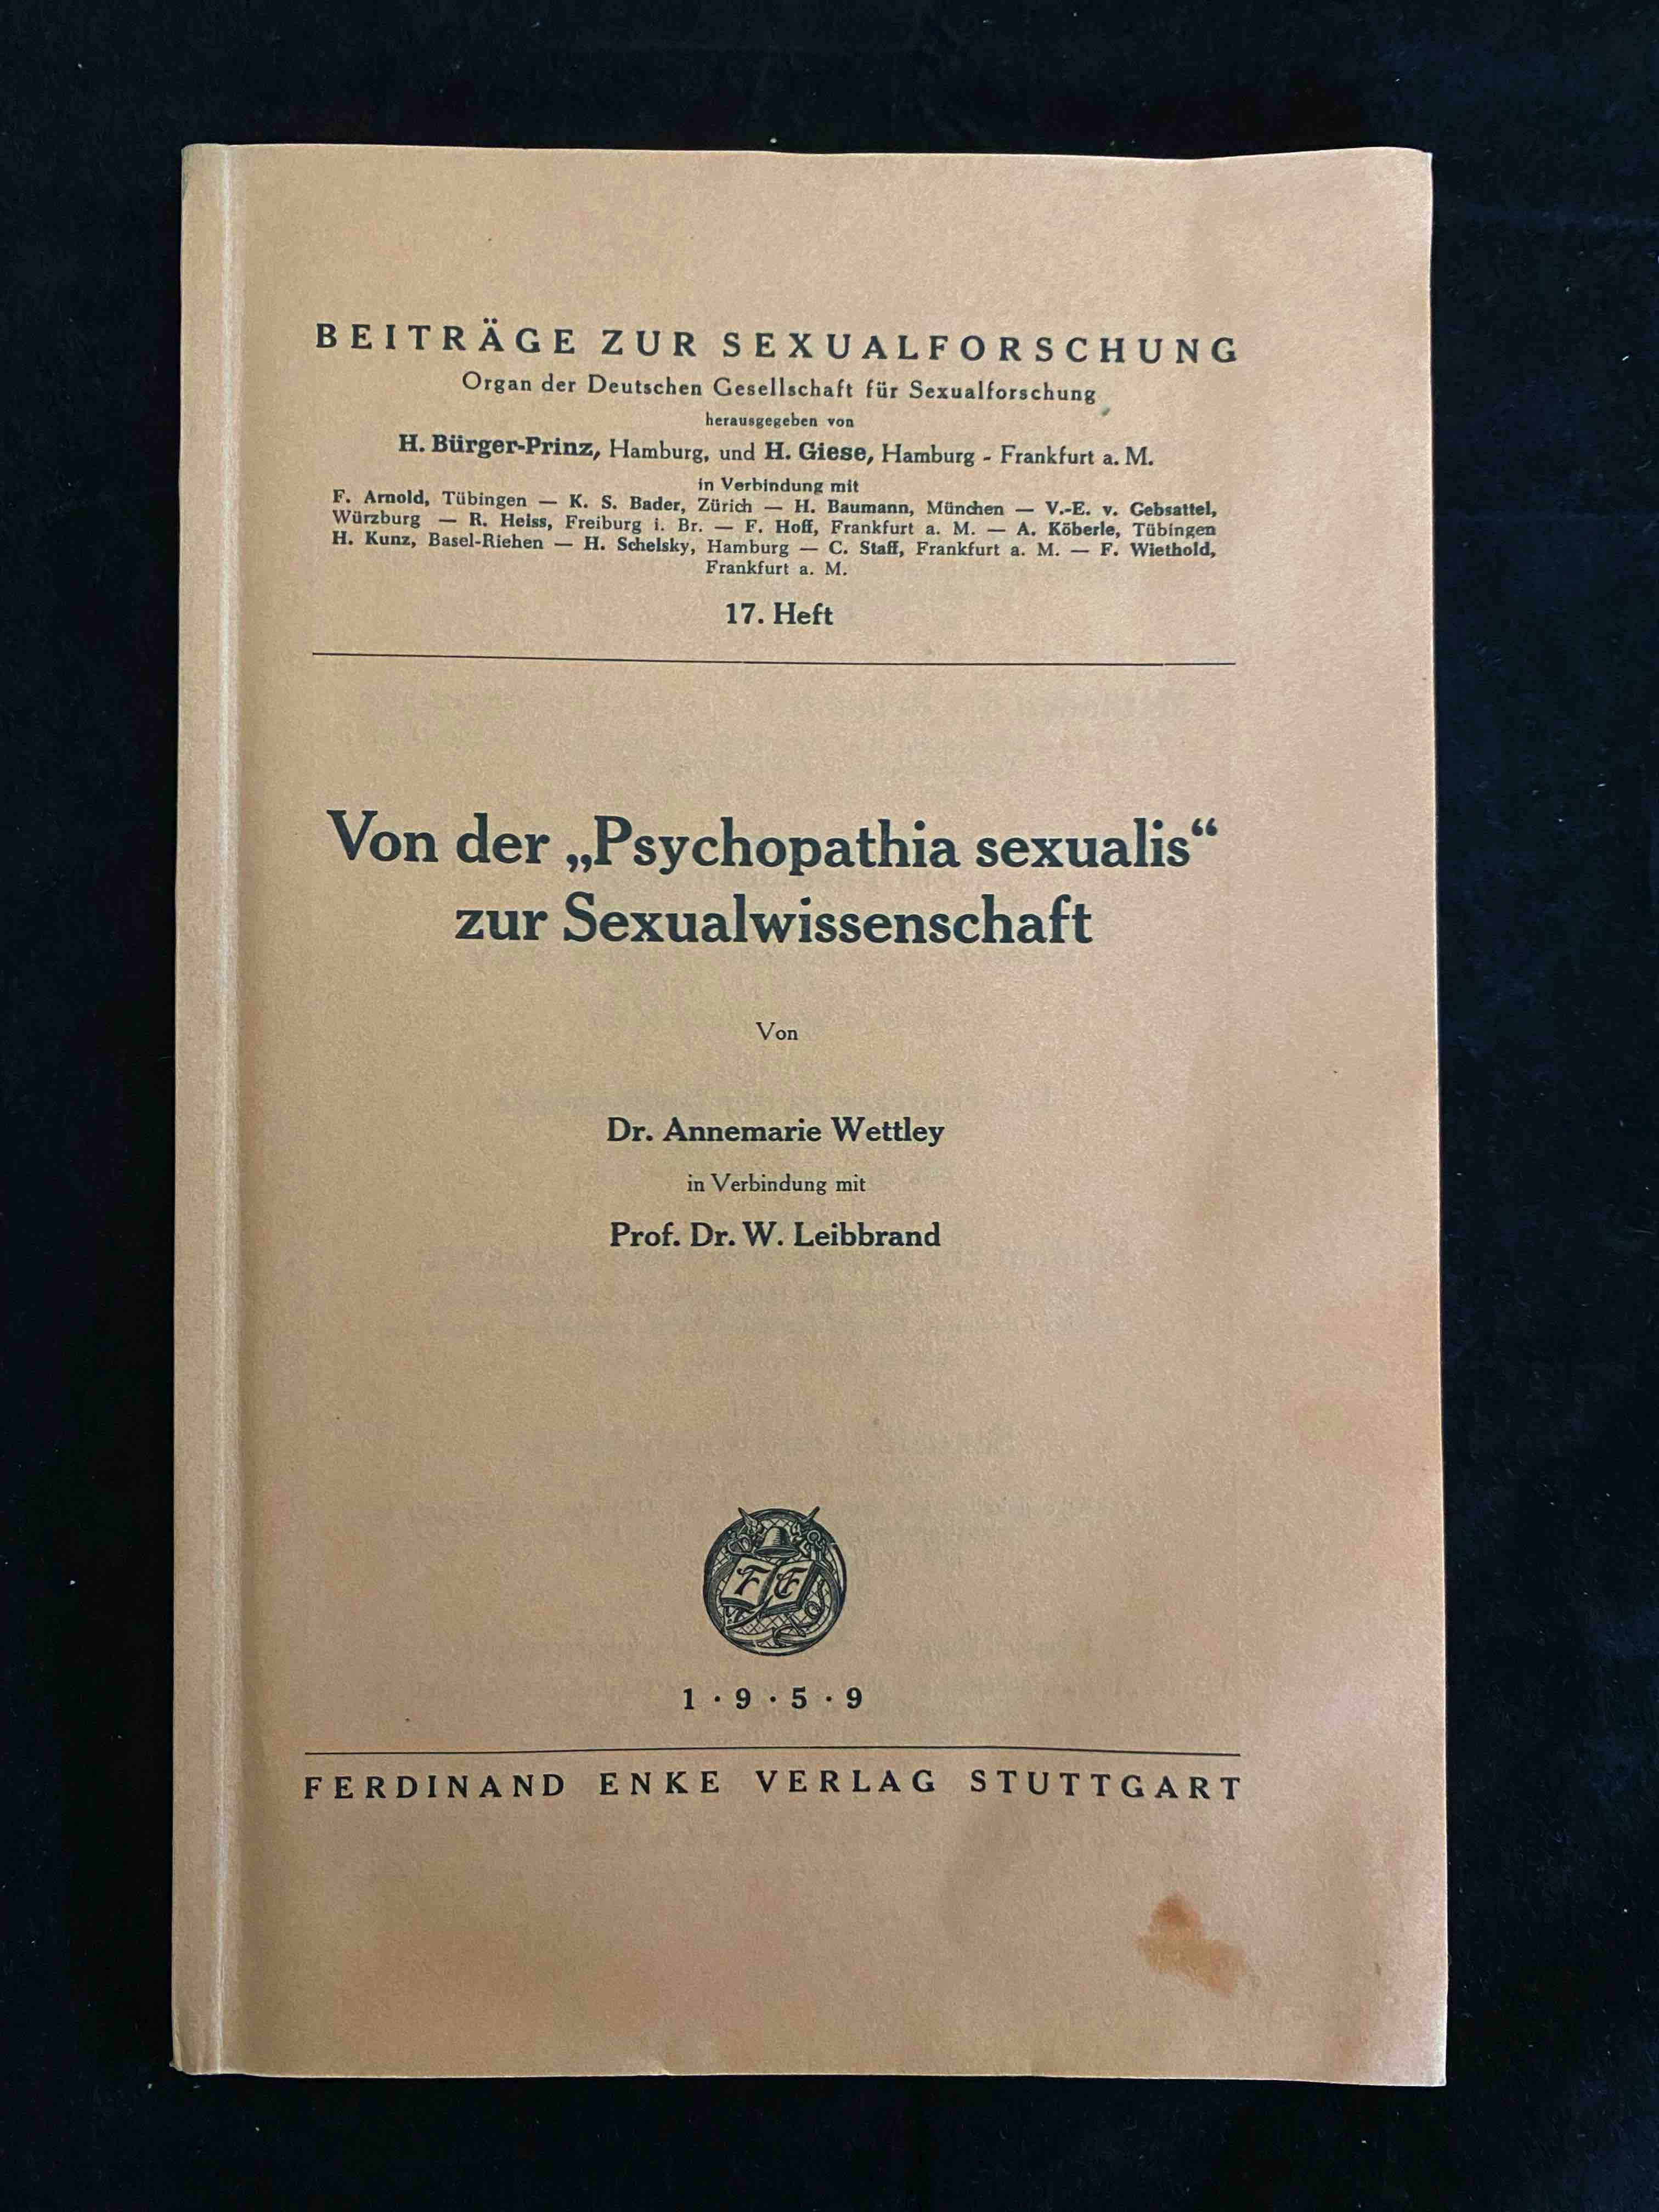 BEITRÄGE ZUR SEXUALFORSCHUNG
Organ der Deutschen Gesellschaft für Sexualforschung
herausgegeben von
H. Bürger-Prinz, Hamburg, und H. Giese, Hamburg - Frankfurt a. M.
in Verbindung mit
F. Arnold, Tübingen — K. S. Bader, Zürich — H. Baumann, München — V.-E. v. Gebsattel,
Würzburg — R. Heiss, Freiburg i. Br. — F. Hoff, Frankfurt a. M. — A. Köberle, Tübingen
H. Kunz, Basel-Riehen — H. Schelsky, Hamburg — C. Staff, Frankfurt a. M. — F. Wiethold,
Frankfurt a. M.
17. Heft
Von der „Psychopathia sexualis“
zur Sexualwissenschaft
Von
Dr. Annemarie Wettley
in Verbindung mit
Prof. Dr. W. Leibbrand
F E
1 · 9 · 5 · 9
FERDINAND ENKE VERLAG STUTTGART